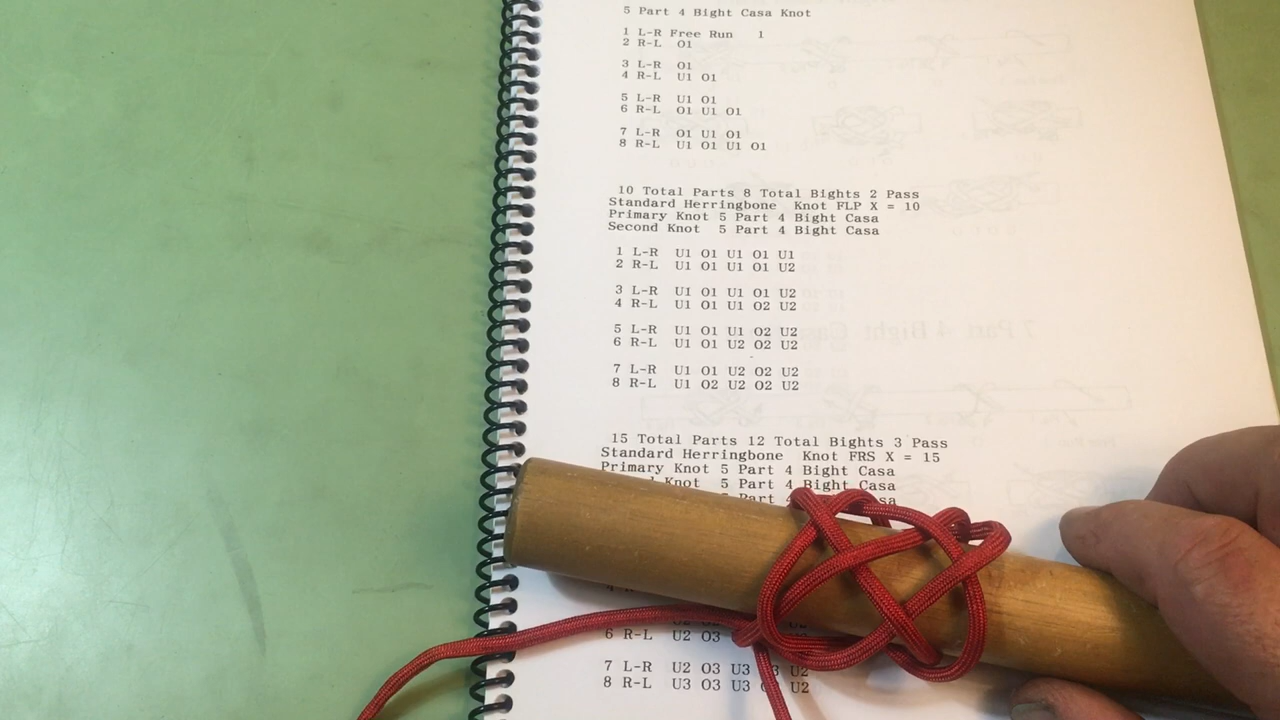 5 Part 4 Bight Casa Knot
1 L-R Free Run 1
2 R-L O1
3 L-R O1
4 R-L U1 O1
5 L-R U1 O1
6 R-L O1 U1 O1
7 L-R O1 U1 O1
8 R-L U1 O1 U1 O1
10 Total Parts 8 Total Bights 2 Pass
Standard Herringbone Knot FLP X = 10
Primary Knot 5 Part 4 Bight Casa
Second Knot 5 Part 4 Bight Casa
1 L-R U1 O1 U1 O1 U1
2 R-L U1 O1 U1 O1 U2
3 L-R U1 O1 U1 O1 U2
4 R-L U1 O1 U1 O2 U2
5 L-R U1 O1 U1 O2 U2
6 R-L U1 O1 U2 O2 U2
7 L-R U1 O1 U2 O2 U2
8 R-L U1 O2 U2 O2 U2
15 Total Parts 12 Total Bights 3 Pass
Standard Herringbone Knot FRS X = 15
Primary Knot 5 Part 4 Bight Casa
Knot 5 Part 4 Bight Casa
Part
6 R-L U2 O3
7 L-R U2 O3 U3 U2
8 R-L U3 O3 U3 U2